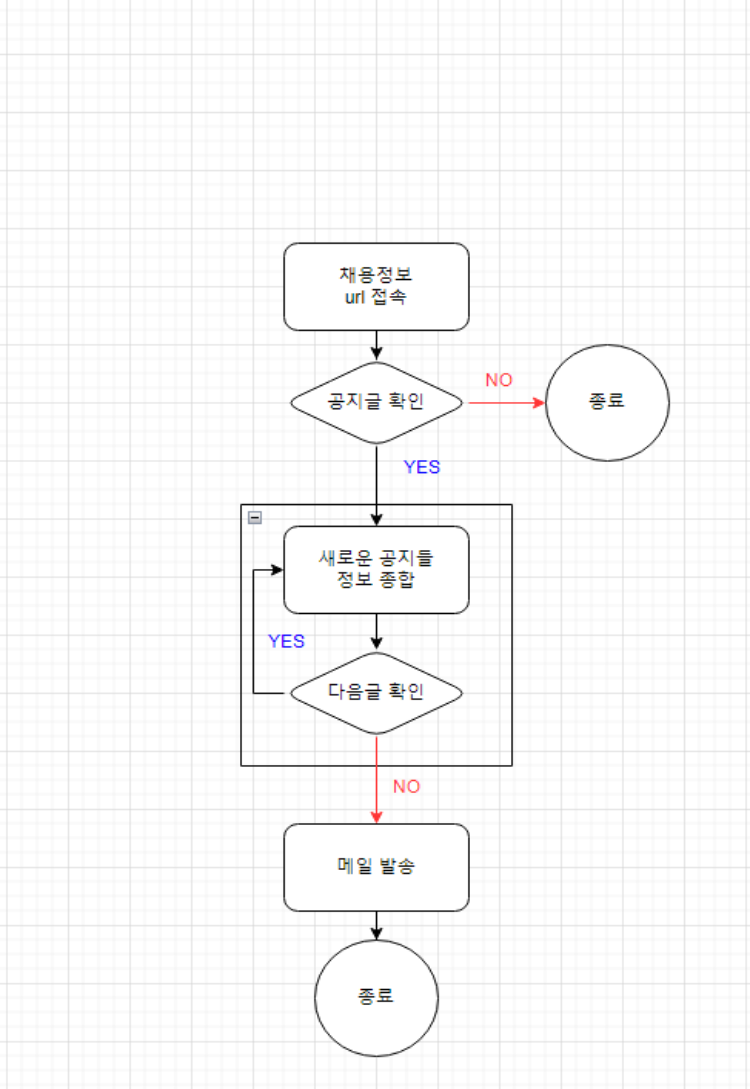 채용정보
url 접속
공지글 확인
NO
종료
YES
새로운 공지들
정보 종합
YES
다음글 확인
NO
메일 발송
종료